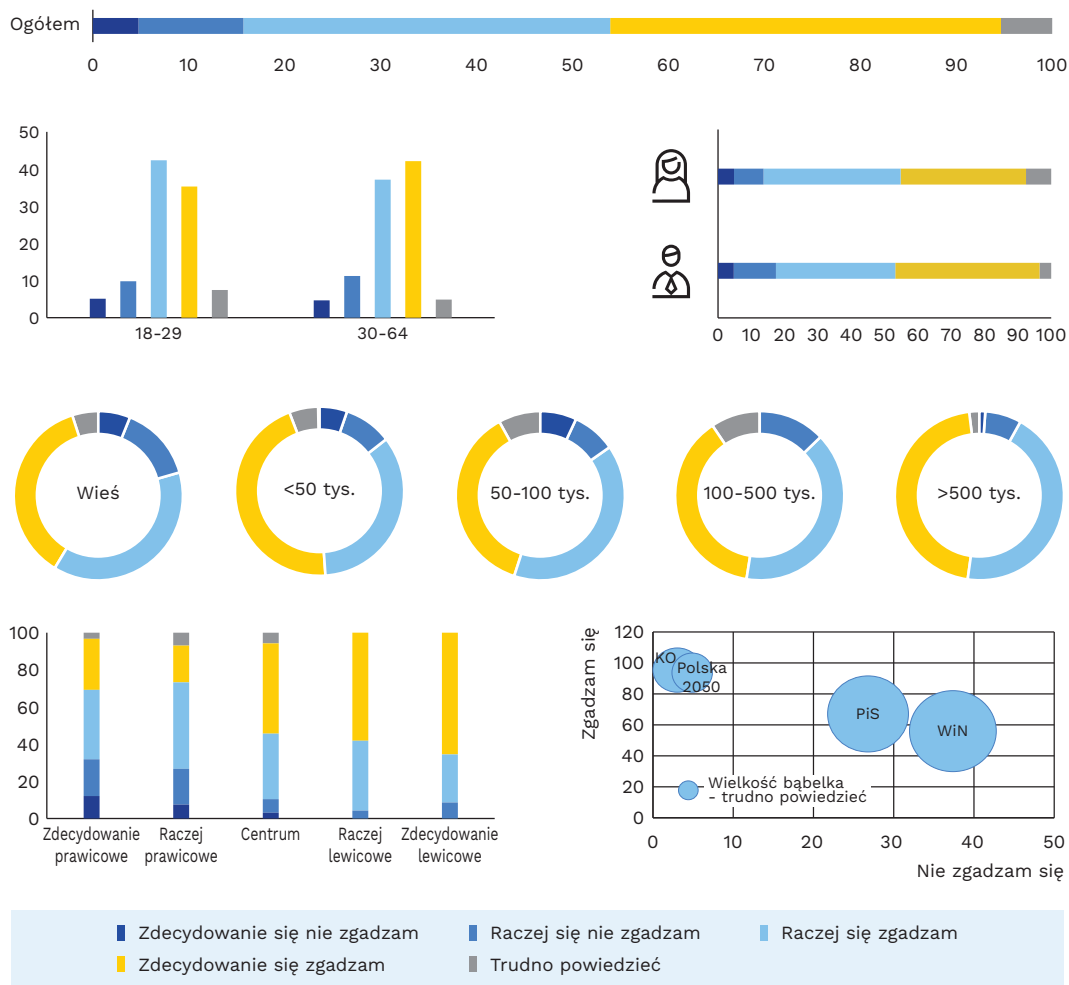 Ogółem
0 10 20 30 40 50 60 70 80 90 100
50
40
30
20
10
0
18-29 30-64
0 10 20 30 40 50 60 70 80 90 100
Wieś
<50 tys.
50-100 tys.
100-500 tys.
>500 tys.
100
80
60
40
20
0
Zdecydowanie
prawicowe
Raczej
prawicowe
Centrum
Raczej
lewicowe
Zdecydowanie
lewicowe
Zgadzam się
120
100
80
60
40
20
0
KO
Polska
2050
PiS
WiN
Wielkość bąbelka
- trudno powiedzieć
0 10 20 30 40 50
Nie zgadzam się
Zdecydowanie się nie zgadzam
Raczej się nie zgadzam
Raczej się zgadzam
Zdecydowanie się zgadzam
Trudno powiedzieć